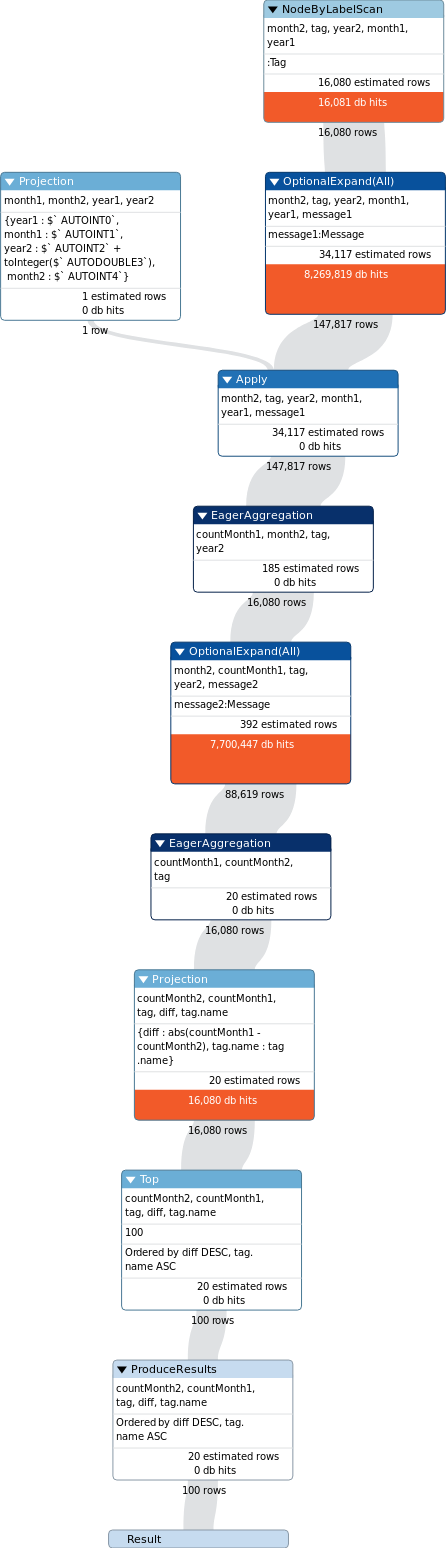 NodeByLabelScan
month2, tag, year2, month1,
year1
:Tag
16,080 estimated rows
16,081 db hits
16,080 rows
Projection
month1, month2, year1, year2
{year1 : $` AUTOINT0`,
month1 : $` AUTOINT1`,
year2 : $` AUTOINT2` +
toInteger($` AUTODOUBLE3`),
month2 : $` AUTOINT4`}
1 estimated rows
0 db hits
1 row
OptionalExpand(All)
month2, tag, year2, month1,
year1, message1
message1:Message
34,117 estimated rows
8,269,819 db hits
147,817 rows
Apply
month2, tag, year2, month1,
year1, message1
34,117 estimated rows
0 db hits
147,817 rows
EagerAggregation
countMonth1, month2, tag,
year2
185 estimated rows
0 db hits
16,080 rows
OptionalExpand(All)
month2, countMonth1, tag,
year2, message2
message2:Message
392 estimated rows
7,700,447 db hits
88,619 rows
EagerAggregation
countMonth1, countMonth2,
tag
20 estimated rows
0 db hits
16,080 rows
Projection
countMonth2, countMonth1,
tag, diff, tag.name
{diff : abs(countMonth1 -
countMonth2), tag.name : tag
.name}
20 estimated rows
16,080 db hits
16,080 rows
Top
countMonth2, countMonth1,
tag, diff, tag.name
100
Ordered by diff DESC, tag.
name ASC
20 estimated rows
0 db hits
100 rows
ProduceResults
countMonth2, countMonth1,
tag, diff, tag.name
Ordered by diff DESC, tag.
name ASC
20 estimated rows
0 db hits
100 rows
Result